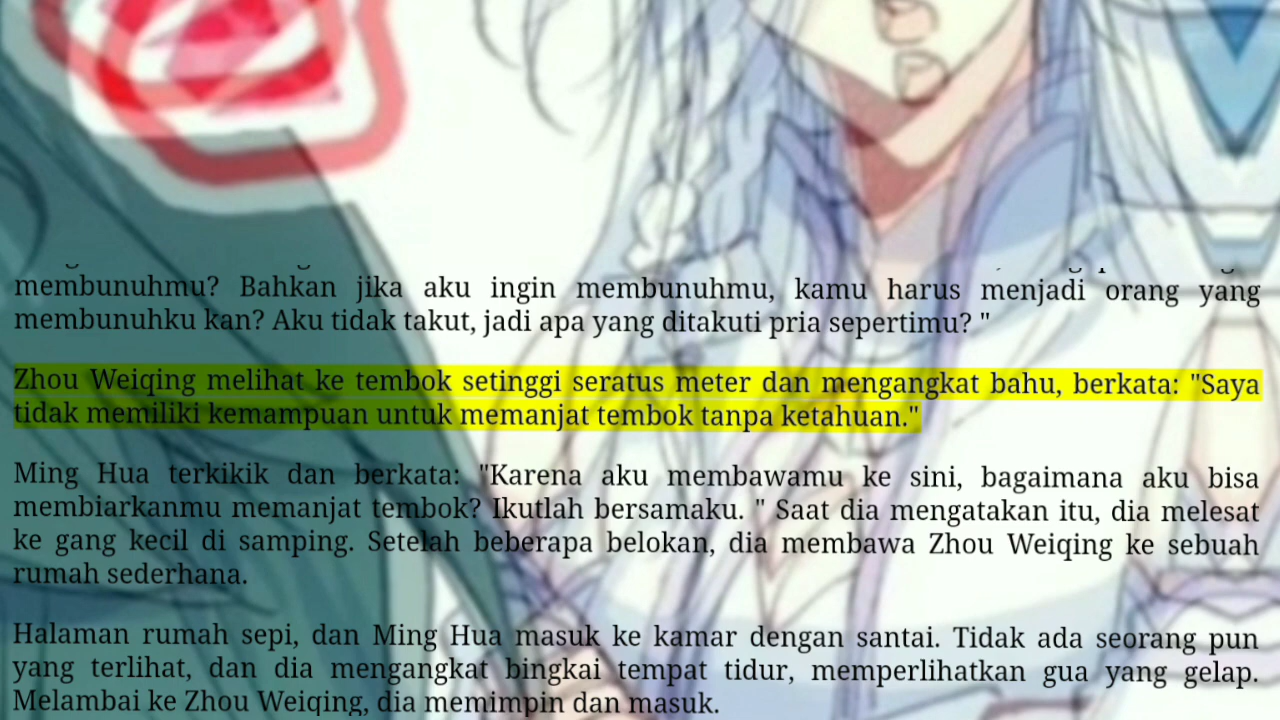 membunuhmu? Bahkan jika aku ingin membunuhmu, kamu harus menjadi orang yang
membunuhku kan? Aku tidak takut, jadi apa yang ditakuti pria sepertimu? "
Zhou Weiqing melihat ke tembok setinggi seratus meter dan mengangkat bahu, berkata: "Saya
tidak memiliki kemampuan untuk memanjat tembok tanpa ketahuan."
Ming Hua terkikik dan berkata: "Karena aku membawamu ke sini, bagaimana aku bisa
membiarkanmu memanjat tembok? Ikutlah bersamaku. " Saat dia mengatakan itu, dia melesat
ke gang kecil di samping. Setelah beberapa belokan, dia membawa Zhou Weiqing ke sebuah
rumah sederhana.
Halaman rumah sepi, dan Ming Hua masuk ke kamar dengan santai. Tidak ada seorang pun
yang terlihat, dan dia mengangkat bingkai tempat tidur, memperlihatkan gua yang gelap.
Melambai ke Zhou Weiqing, dia memimpin dan masuk.